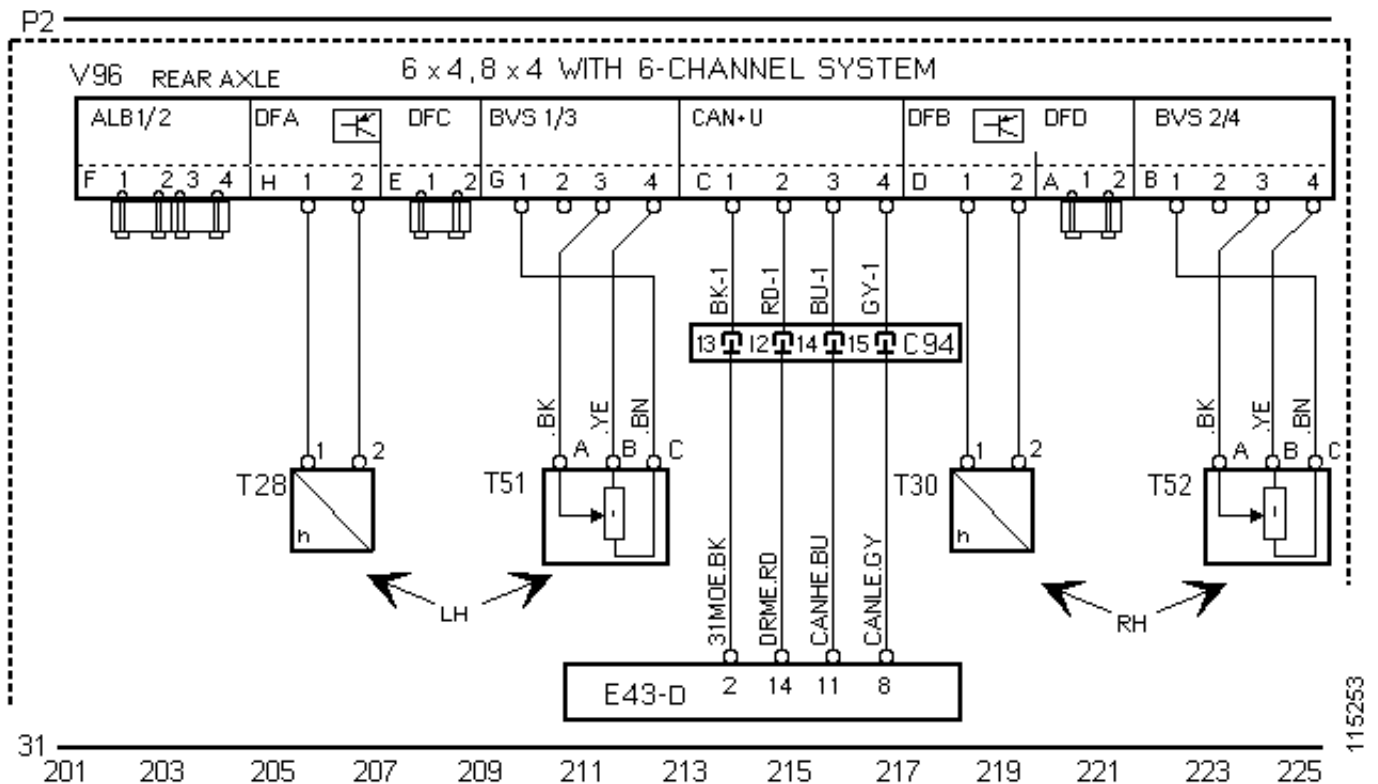 P2
V96 REAR AXLE 6 x 4, 8 x 4 WITH 6-CHANNEL SYSTEM
ALB1/2 DFA DFC BVS 1/3 CAN+U DFB DFD BVS 2/4
F 1 2 3 4 H 1 2 E 1 2 G 1 2 3 4 C 1 2 3 4 D 1 2 A 1 2 B 1 2 3 4
BK-1 RD-1 BU-1 GY-1
13 12 14 15 C94
.BK .YE .BN .BK .YE .BN
1 2 A B C 1 2 A B C
T28 T51 T30 T52
h h
LH RH
31MOE.BK DRME.RD CANHE.BU CANLE.GY
E43-D 2 14 11 8
115253
31
201 203 205 207 209 211 213 215 217 219 221 223 225